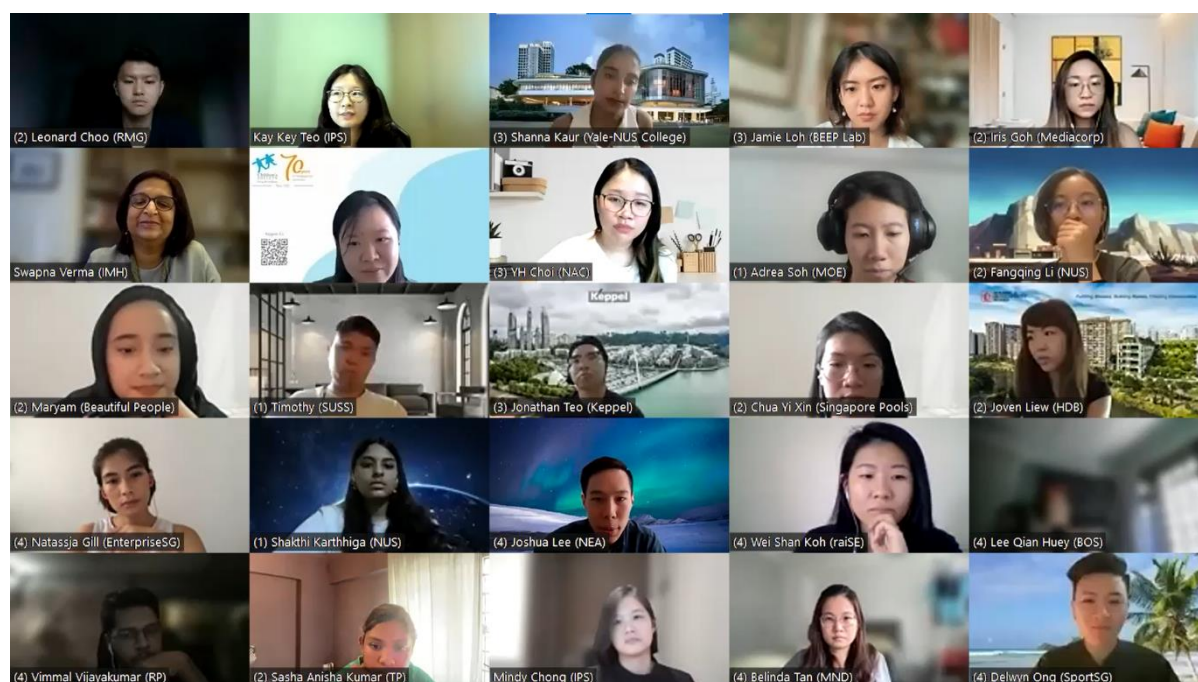 (2) Leonard Choo (RMG)
Kay Key Teo (IPS)
(3) Shanna Kaur (Yale-NUS College)
(3) Jamie Loh (BEEP Lab)
(2) Iris Goh (Mediacorp)
70
Swapna Verma (IMH)
(3) YH Choi (NAC)
(1) Adrea Soh (MOE)
(2) Fangqing Li (NUS)
Keppel
(2) Maryam (Beautiful People)
(1) Timothy (SUSS)
(3) Jonathan Teo (Keppel)
(2) Chua Yi Xin (Singapore Pools)
(2) Joven Liew (HDB)
(4) Natassja Gill (EnterpriseSG)
(1) Shakthi Karthhiga (NUS)
(4) Joshua Lee (NEA)
(4) Wei Shan Koh (raiSE)
(4) Lee Qian Huey (BOS)
(4) Vimmal Vijayakumar (RP)
(2) Sasha Anisha Kumar (TP)
Mindy Chong (IPS)
(4) Belinda Tan (MND)
(4) Delwyn Ong (SportSG)